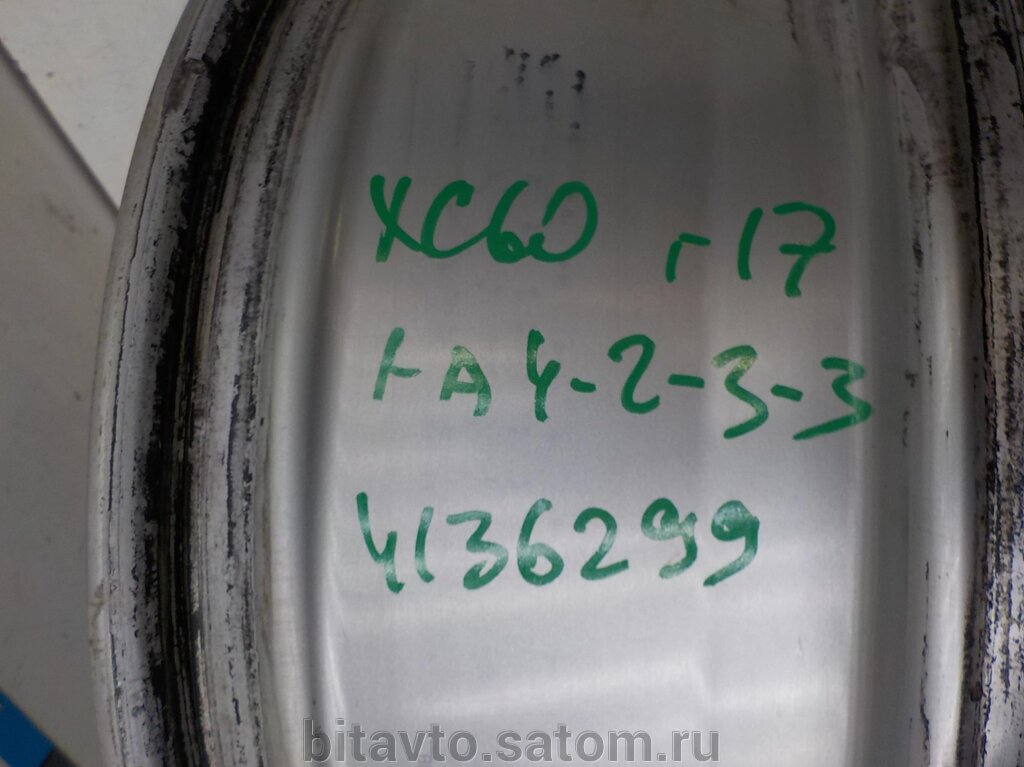 XC60 r17
FA4-2-3-3
4136299
bitavto.satom.ru